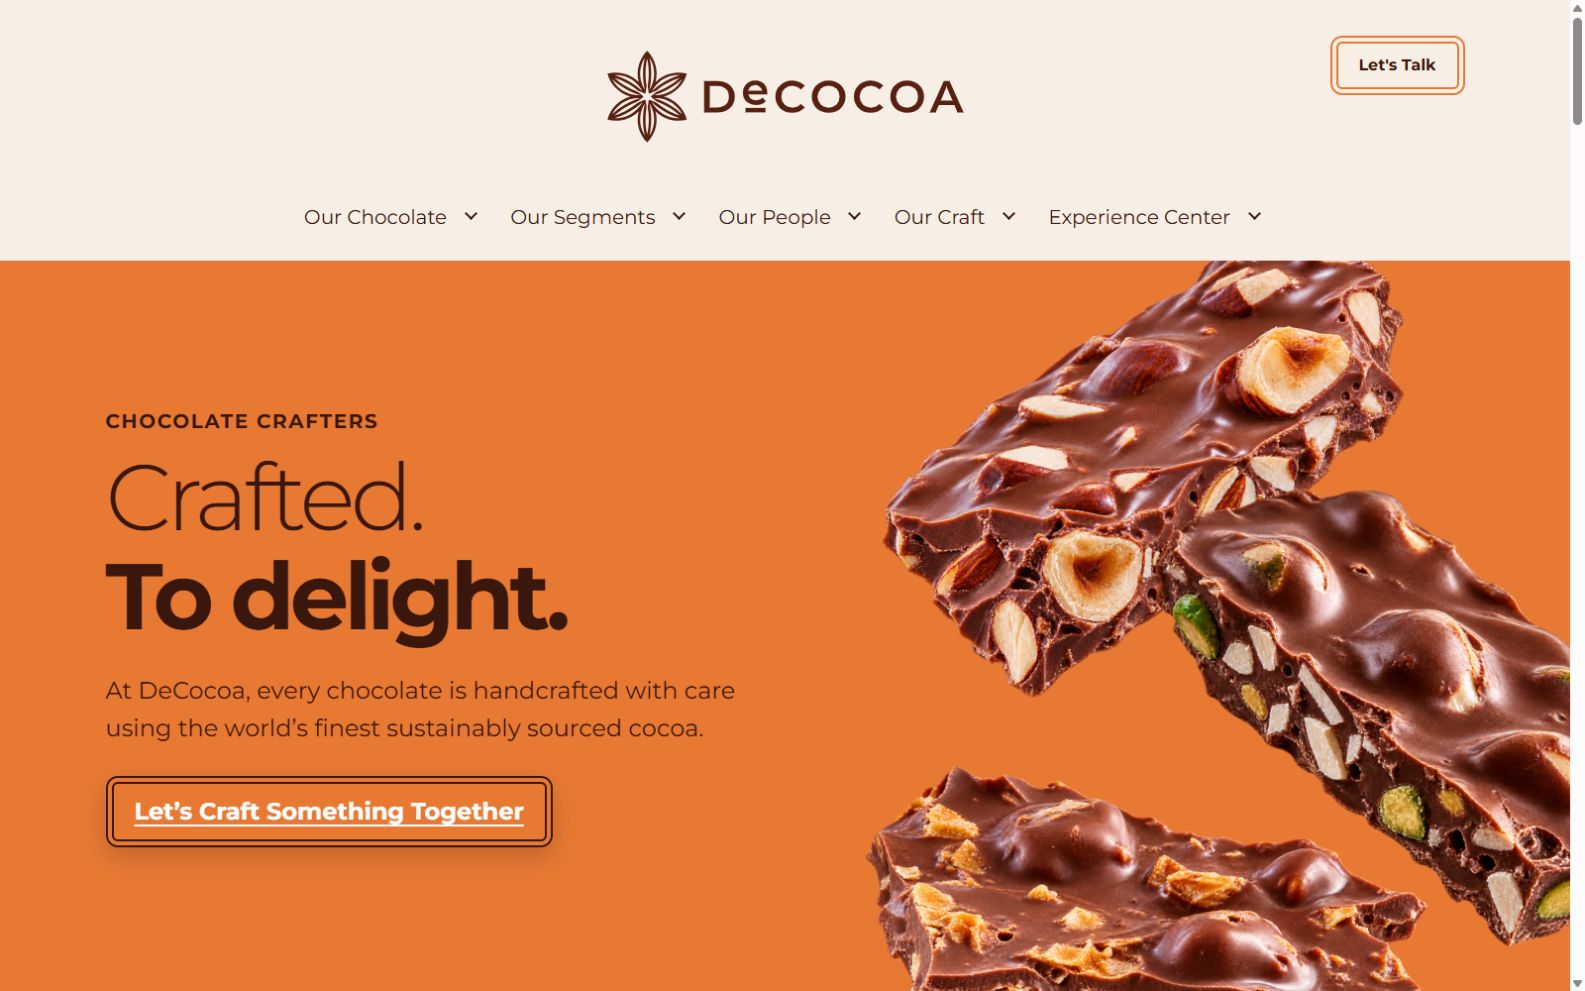 DeCOCOA
Let's Talk
Our Chocolate
Our Segments
Our People
Our Craft
Experience Center
CHOCOLATE CRAFTERS
Crafted.
To delight.
At DeCocoa, every chocolate is handcrafted with care
using the world’s finest sustainably sourced cocoa.
Let’s Craft Something Together